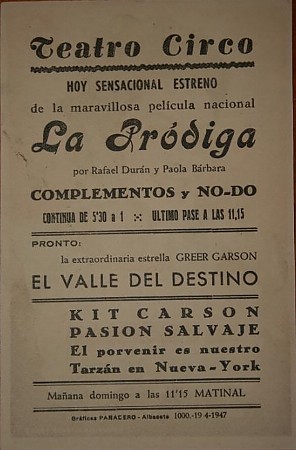 Teatro Circo
HOY SENSACIONAL ESTRENO
de la maravillosa película nacional
La Pródiga
por Rafael Durán y Paola Bárbara
COMPLEMENTOS y NO-DO
CONTINUA DE 5'30 a 1 :- ULTIMO PASE A LAS 11,15
PRONTO:
la extraordinaria estrella GREER GARSON
EL VALLE DEL DESTINO
KIT CARSON
PASION SALVAJE
El porvenir es nuestro
Tarzán en Nueva-York
Mañana domingo a las 11'15 MATINAL
Gráficas PANACERO.- Albacete 1000.-19-4-1947